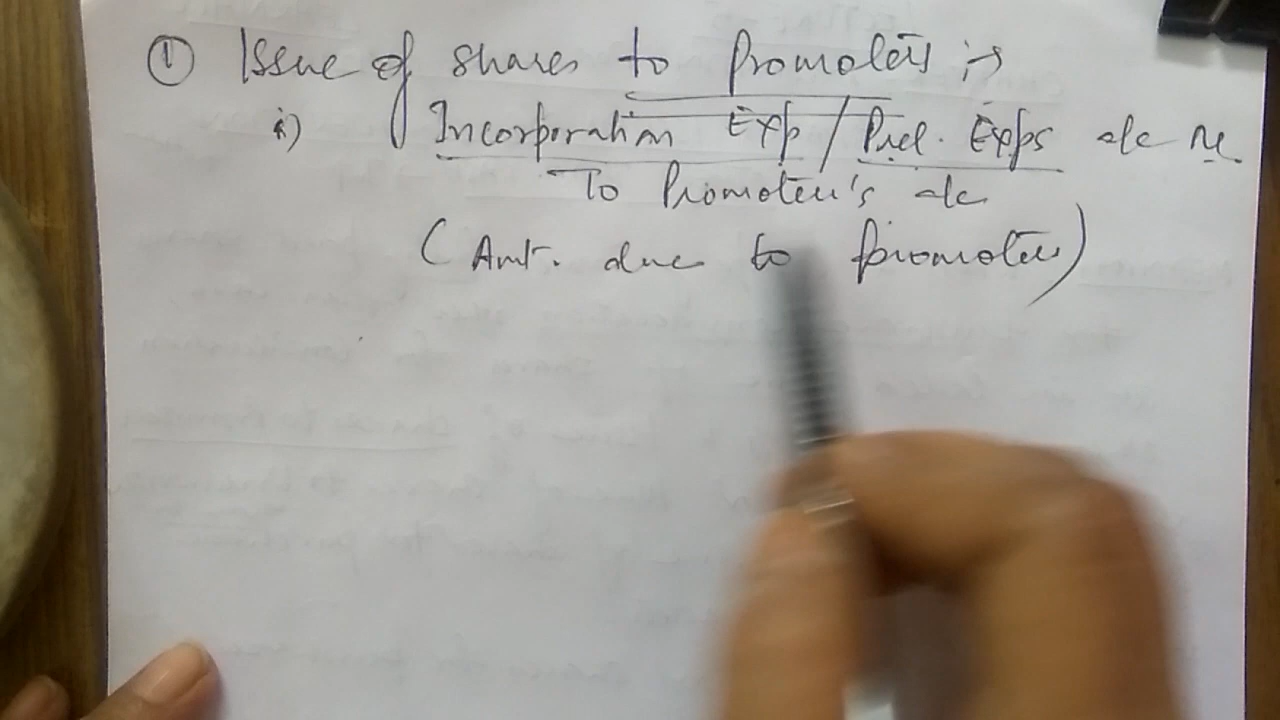 ① Issue of shares to Promoters :→
i) Incorporation Exp / Prel. Exps a/c Dr.
To Promoter's a/c
(Amt. due to promoter)